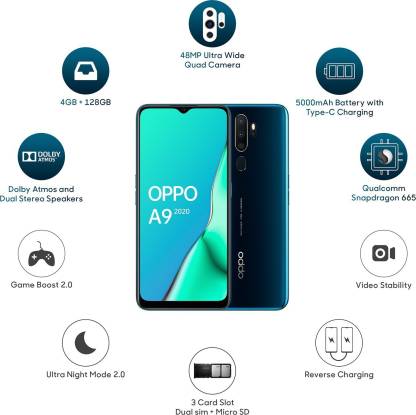 48MP Ultra Wide
Quad Camera
4GB + 128GB
5000mAh Battery with
Type-C Charging
DOLBY
ATMOS
Dolby Atmos and
Dual Stereo Speakers
OPPO
A9 2020
oppo
Qualcomm
Snapdragon 665
Game Boost 2.0
Video Stability
Ultra Night Mode 2.0
3 Card Slot
Dual sim + Micro SD
Reverse Charging